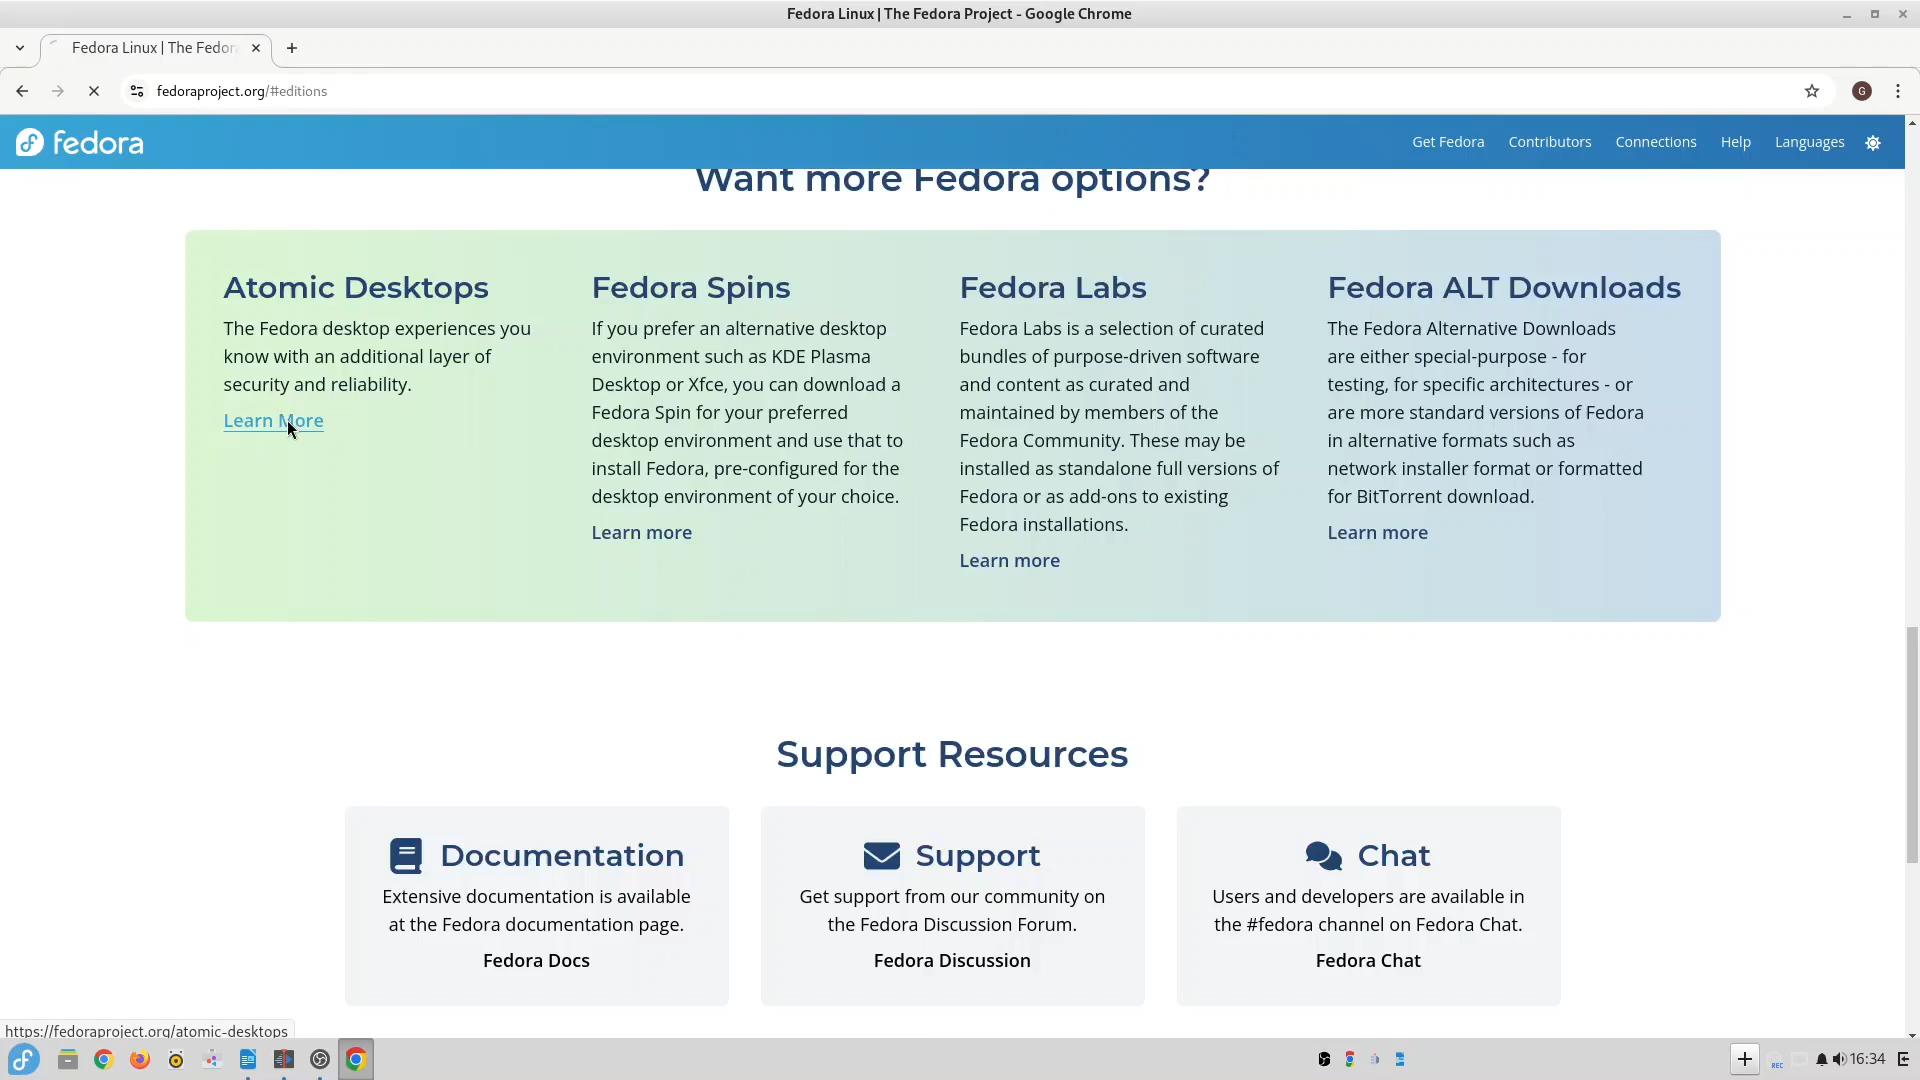 Fedora Linux | The Fedora Project - Google Chrome
Fedora Linux | The Fedor
fedoraproject.org/#editions
fedora
Get Fedora
Contributors
Connections
Help
Languages
Want more Fedora options?
Atomic Desktops
The Fedora desktop experiences you
know with an additional layer of
security and reliability.
Learn More
Fedora Spins
If you prefer an alternative desktop
environment such as KDE Plasma
Desktop or Xfce, you can download a
Fedora Spin for your preferred
desktop environment and use that to
install Fedora, pre-configured for the
desktop environment of your choice.
Learn more
Fedora Labs
Fedora Labs is a selection of curated
bundles of purpose-driven software
and content as curated and
maintained by members of the
Fedora Community. These may be
installed as standalone full versions of
Fedora or as add-ons to existing
Fedora installations.
Learn more
Fedora ALT Downloads
The Fedora Alternative Downloads
are either special-purpose - for
testing, for specific architectures - or
are more standard versions of Fedora
in alternative formats such as
network installer format or formatted
for BitTorrent download.
Learn more
Support Resources
Documentation
Extensive documentation is available
at the Fedora documentation page.
Fedora Docs
Support
Get support from our community on
the Fedora Discussion Forum.
Fedora Discussion
Chat
Users and developers are available in
the #fedora channel on Fedora Chat.
Fedora Chat
https://fedoraproject.org/atomic-desktops
REC
16:34
G